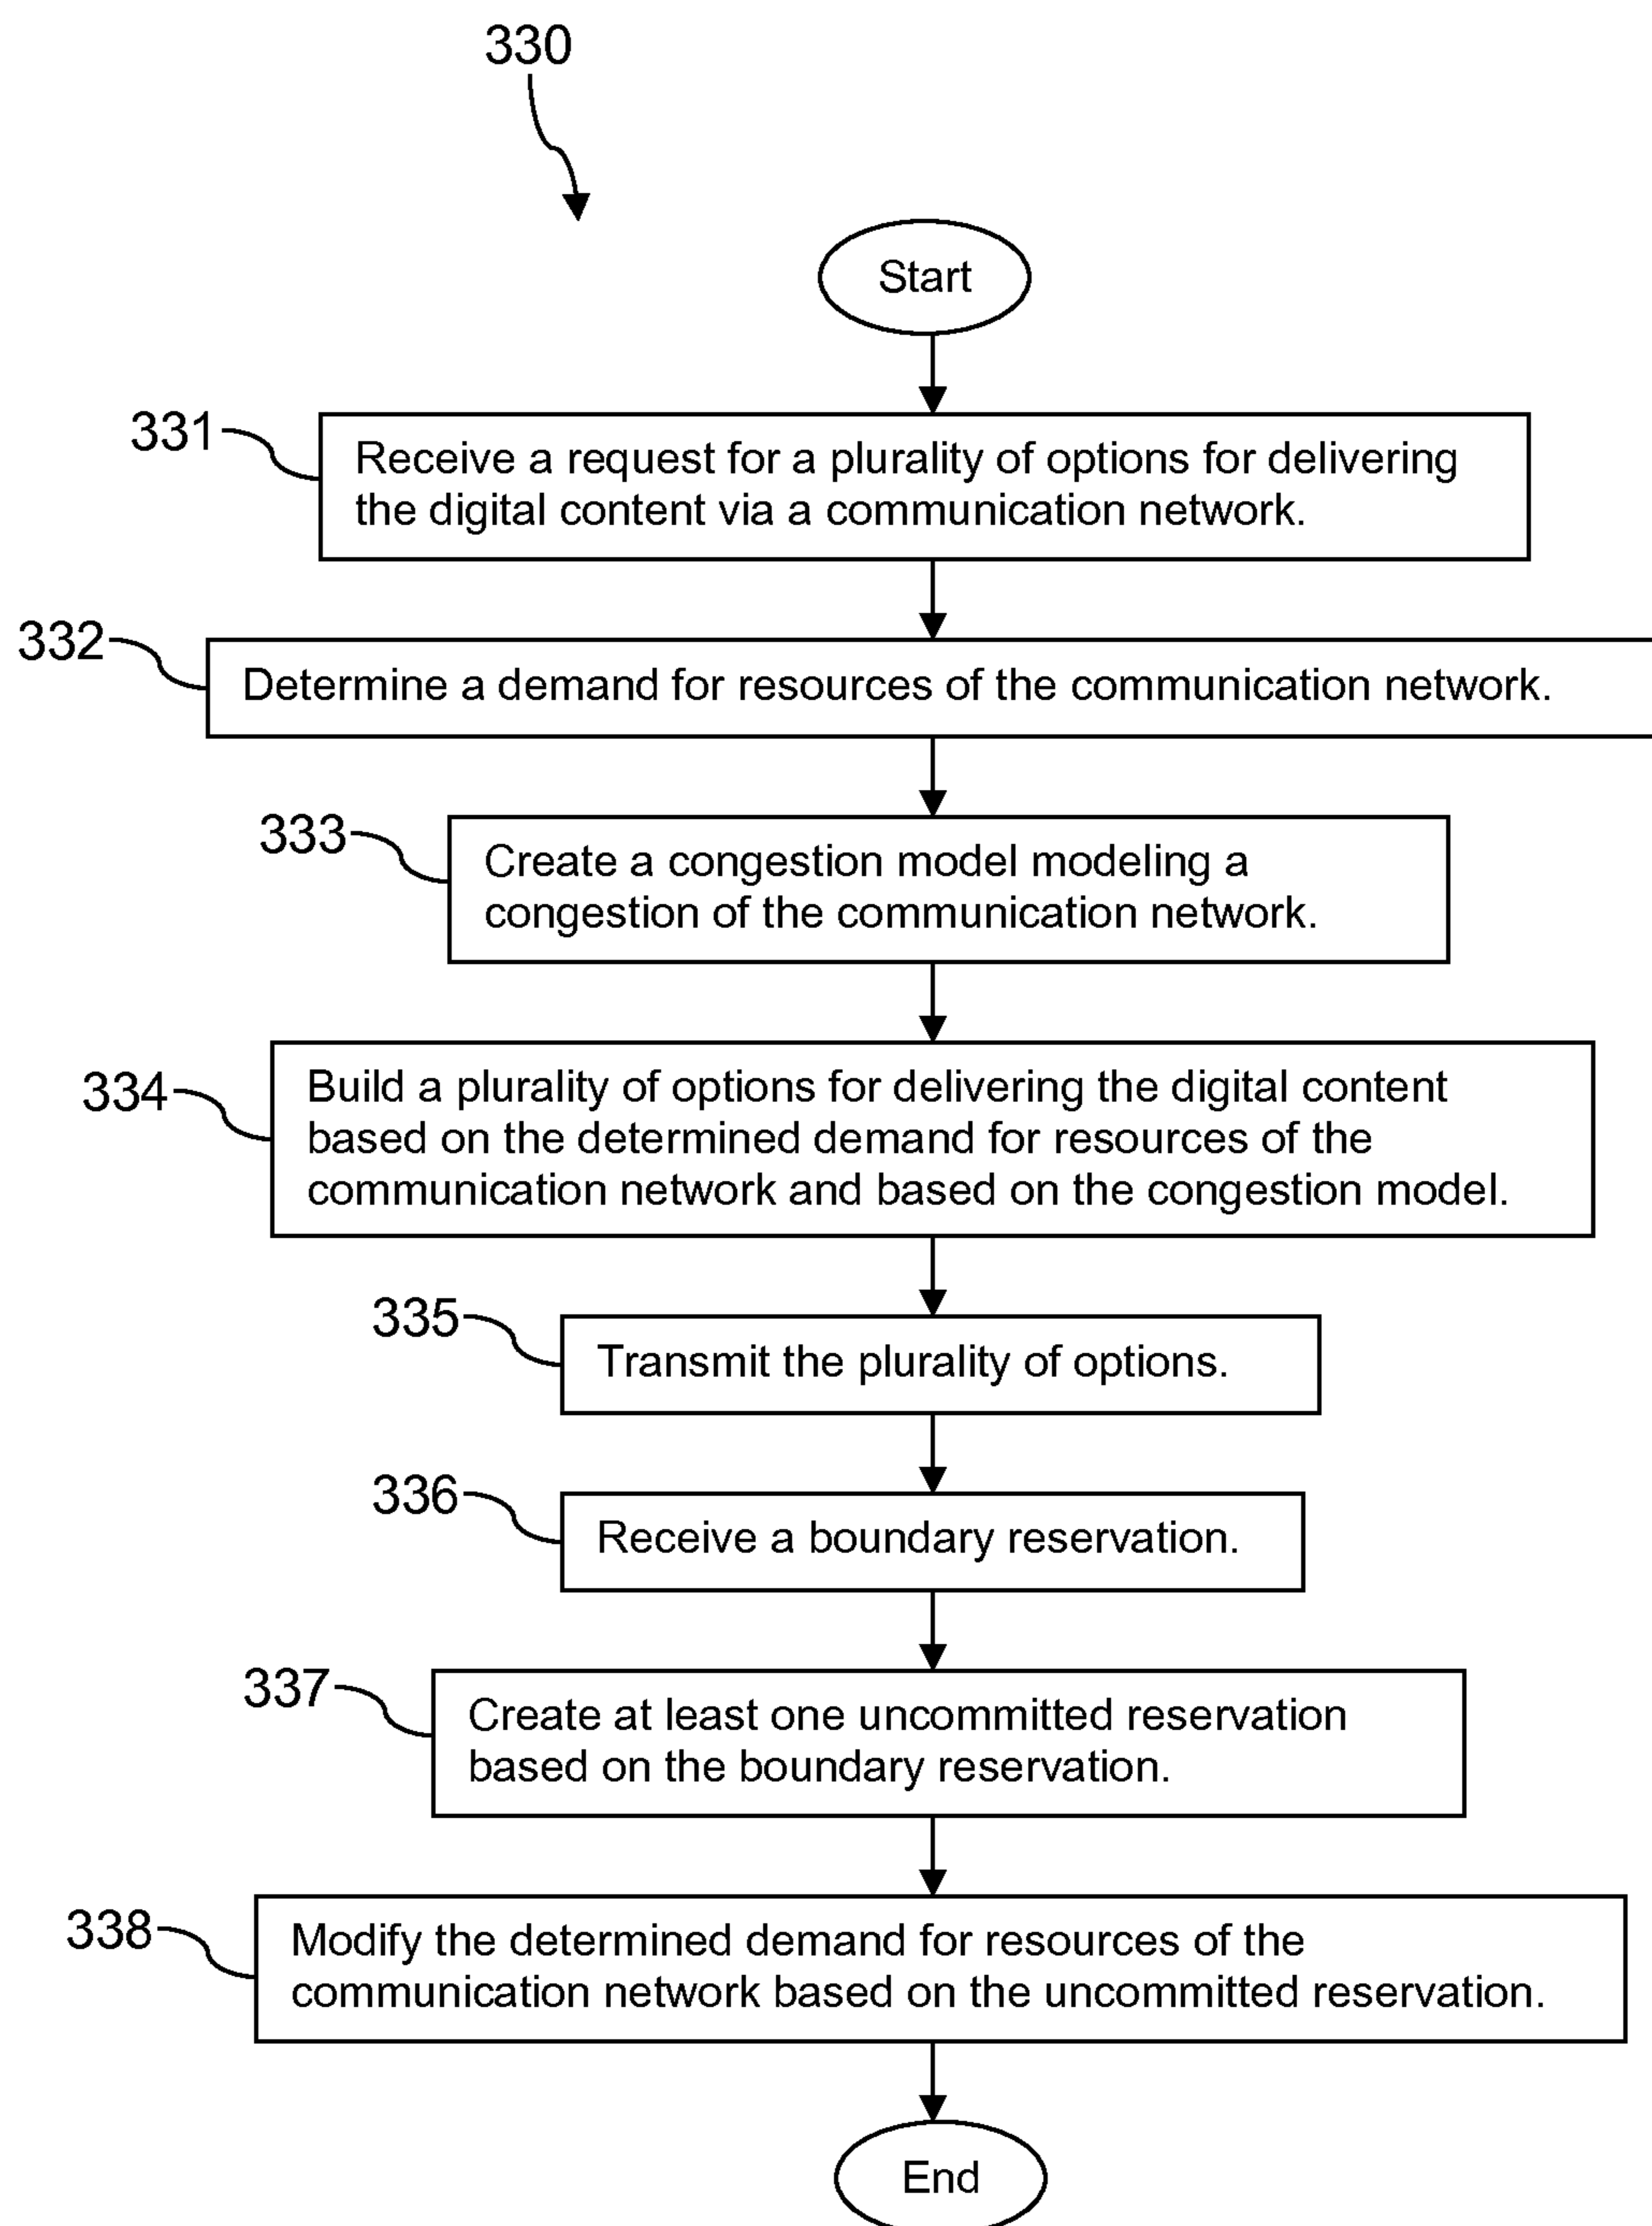 330
Start
331
Receive a request for a plurality of options for delivering
the digital content via a communication network.
332
Determine a demand for resources of the communication network.
333
Create a congestion model modeling a
congestion of the communication network.
334
Build a plurality of options for delivering the digital content
based on the determined demand for resources of the
communication network and based on the congestion model.
335
Transmit the plurality of options.
336
Receive a boundary reservation.
337
Create at least one uncommitted reservation
based on the boundary reservation.
338
Modify the determined demand for resources of the
communication network based on the uncommitted reservation.
End